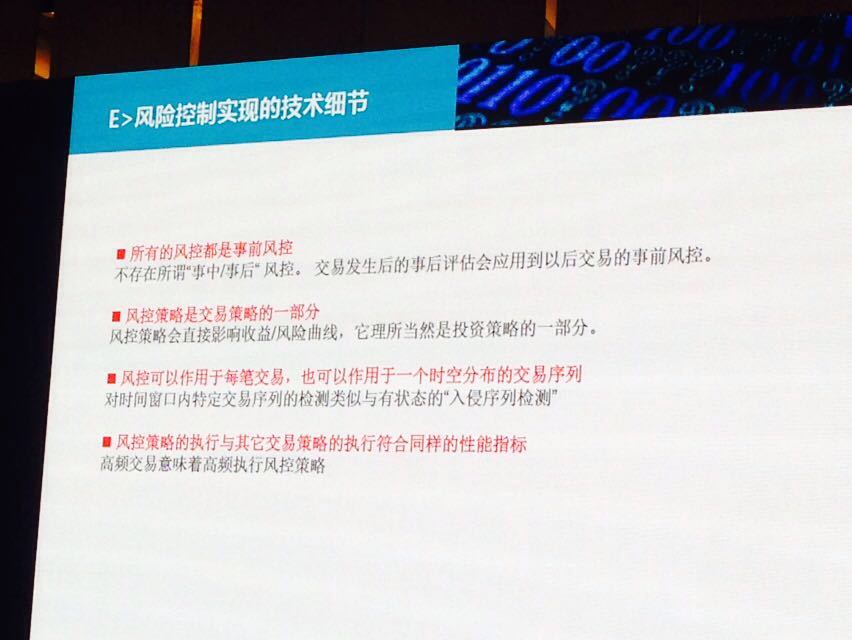 E>风险控制实现的技术细节
■ 所有的风控都是事前风控
不存在所谓“事中/事后“ 风控。 交易发生后的事后评估会应用到以后交易的事前风控。
■ 风控策略是交易策略的一部分
风控策略会直接影响收益/风险曲线，它理所当然是投资策略的一部分。
■ 风控可以作用于每笔交易，也可以作用于一个时空分布的交易序列
对时间窗口内特定交易序列的检测类似与有状态的“入侵序列检测”
■ 风控策略的执行与其它交易策略的执行符合同样的性能指标
高频交易意味着高频执行风控策略